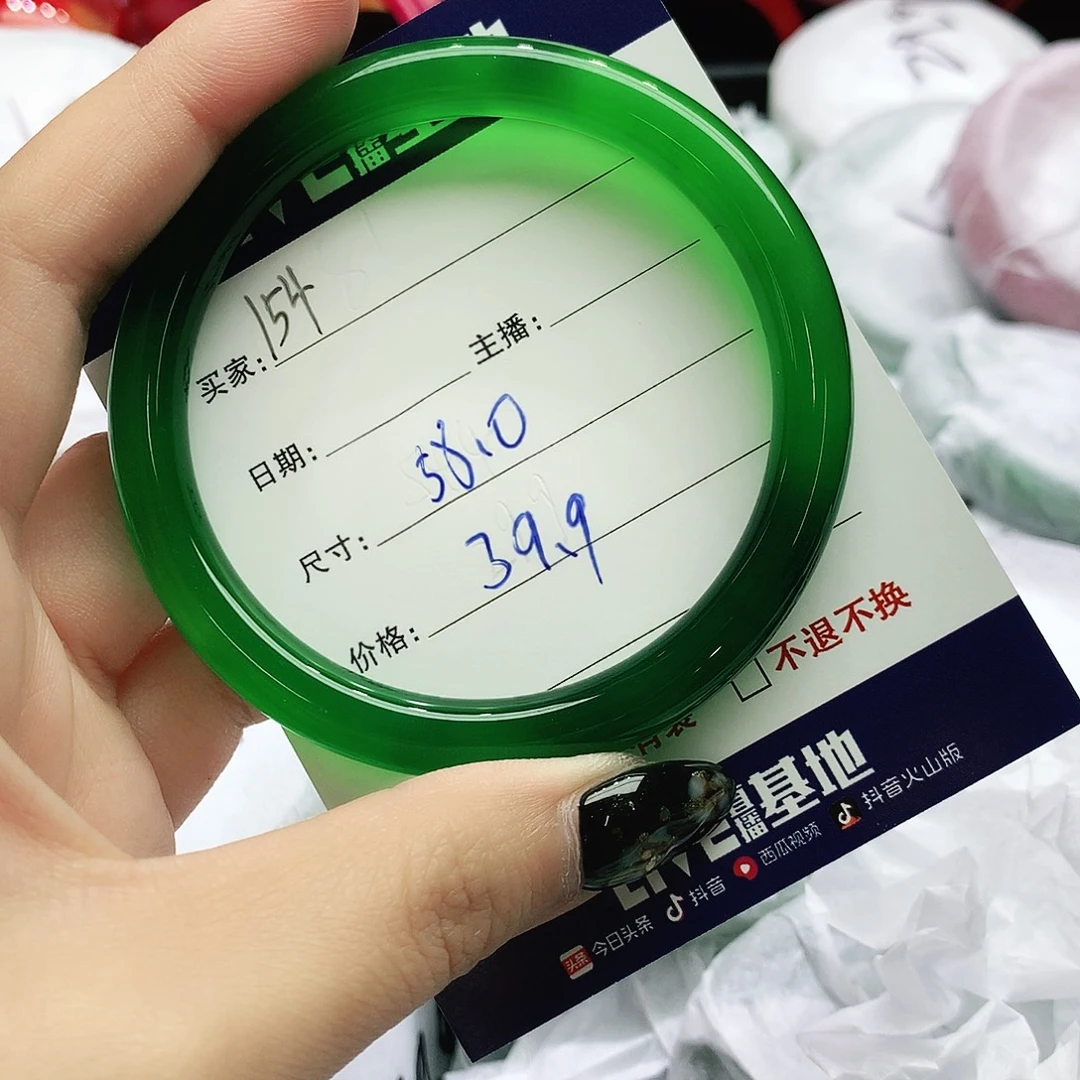 买家: 154
日期: 主播:
尺寸: 58.0
价格: 39.9
不退不换
播基地
今日头条 抖音 西瓜视频 抖音火山版